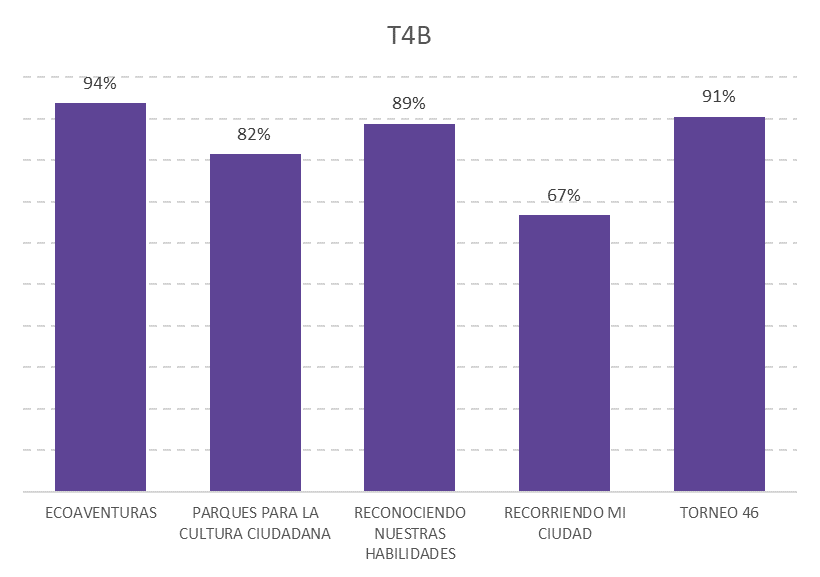 T4B
94%
82%
89%
67%
91%
ECOAVENTURAS
PARQUES PARA LA
CULTURA CIUDADANA
RECONOCIENDO
NUESTRAS
HABILIDADES
RECORRIENDO MI
CIUDAD
TORNEO 46